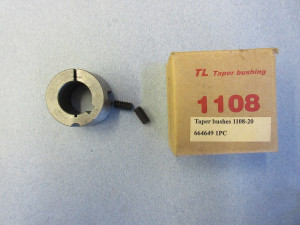 TL Taper bushing
1108
Taper bushes 1108-20
664649 1PC